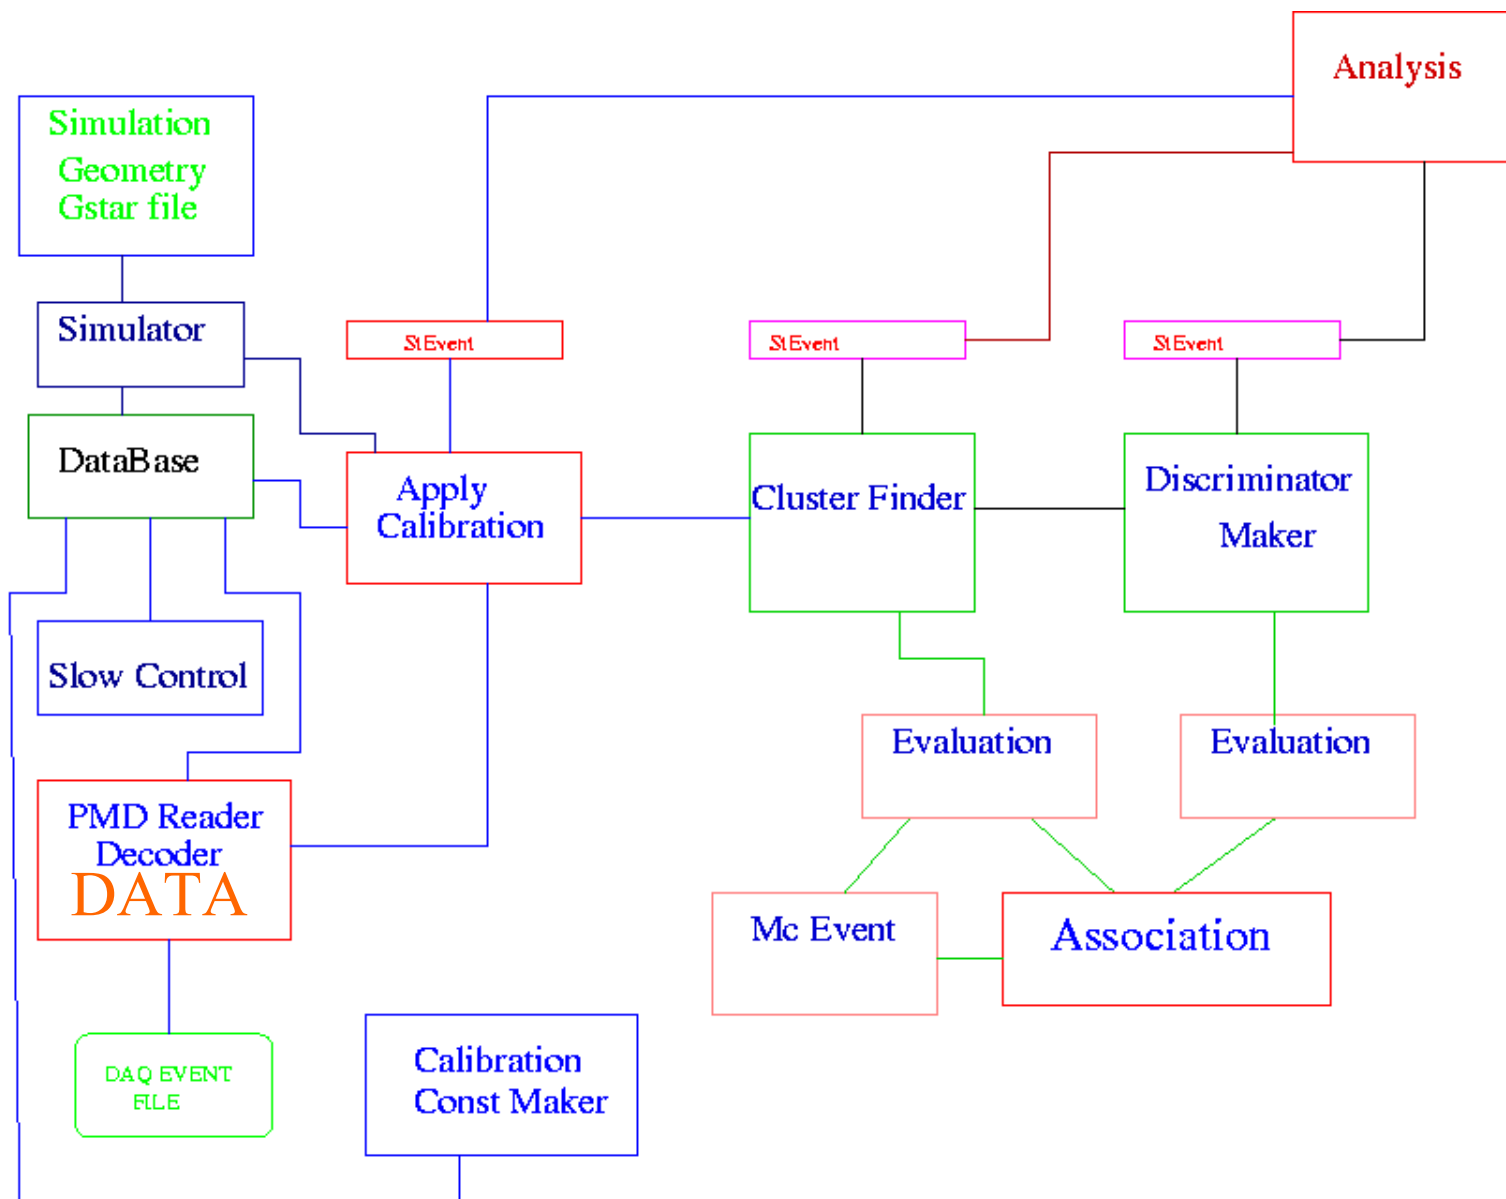 Analysis
Simulation
Geometry
Gstar file
Simulator
StEvent
StEvent
StEvent
DataBase
Apply
Calibration
Cluster Finder
Discriminator
Maker
Slow Control
Evaluation
Evaluation
PMD Reader
Decoder
DATA
Mc Event
Association
DAQ EVENT
FILE
Calibration
Const Maker